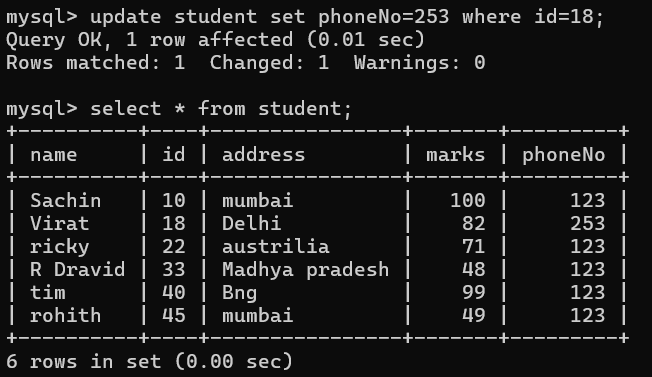 mysql> update student set phoneNo=253 where id=18;
Query OK, 1 row affected (0.01 sec)
Rows matched: 1  Changed: 1  Warnings: 0

mysql> select * from student;
+----------+----+----------------+-------+---------+
| name     | id | address        | marks | phoneNo |
+----------+----+----------------+-------+---------+
| Sachin   | 10 | mumbai         |   100 |     123 |
| Virat    | 18 | Delhi          |    82 |     253 |
| ricky    | 22 | austrilia      |    71 |     123 |
| R Dravid | 33 | Madhya pradesh |    48 |     123 |
| tim      | 40 | Bng            |    99 |     123 |
| rohith   | 45 | mumbai         |    49 |     123 |
+----------+----+----------------+-------+---------+
6 rows in set (0.00 sec)